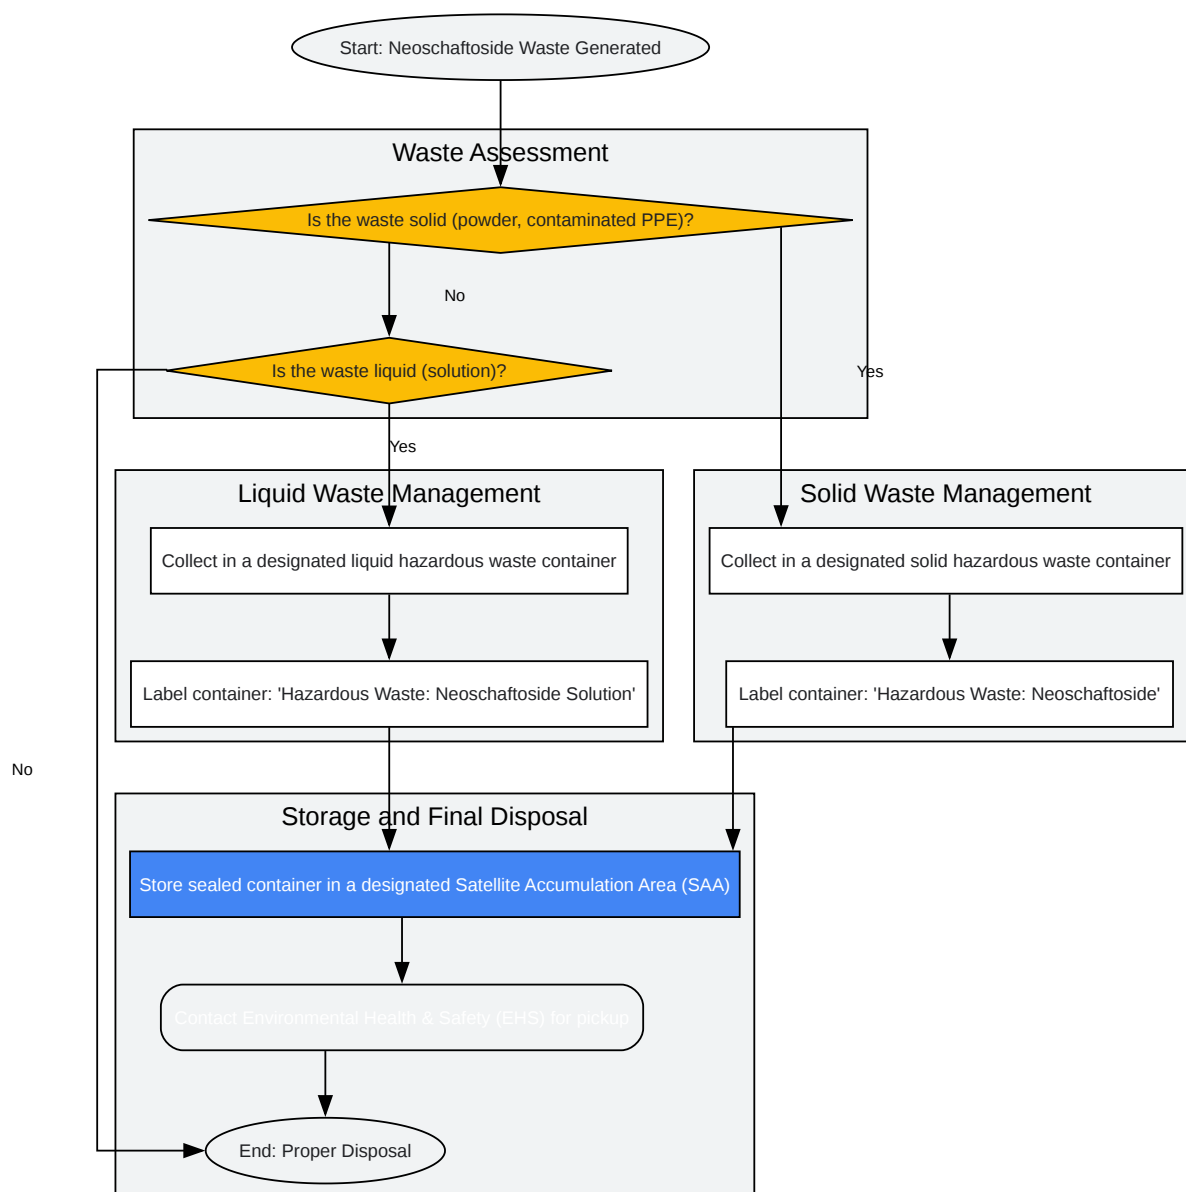 Start: Neoschaftoside Waste Generated
Waste Assessment
Is the waste solid (powder, contaminated PPE)?
No
Is the waste liquid (solution)?
Yes
Yes
Liquid Waste Management
Solid Waste Management
Collect in a designated liquid hazardous waste container
Collect in a designated solid hazardous waste container
Label container: 'Hazardous Waste: Neoschaftoside Solution'
Label container: 'Hazardous Waste: Neoschaftoside'
No
Storage and Final Disposal
Store sealed container in a designated Satellite Accumulation Area (SAA)
Contact Environmental Health & Safety (EHS) for pickup
End: Proper Disposal